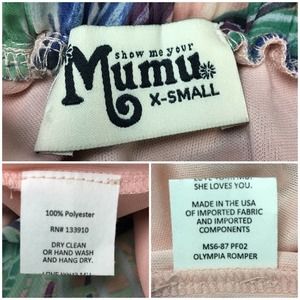 show me your
Mumu
X-SMALL
100% Polyester
RN# 133910
DRY CLEAN
OR HAND WASH
AND DRY
SHE LOVES YOU.
MADE IN THE USA
OF IMPORTED FABRIC
AND IMPORTED
COMPONENTS
MS6-87 PF02
OLYMPIA ROMPER